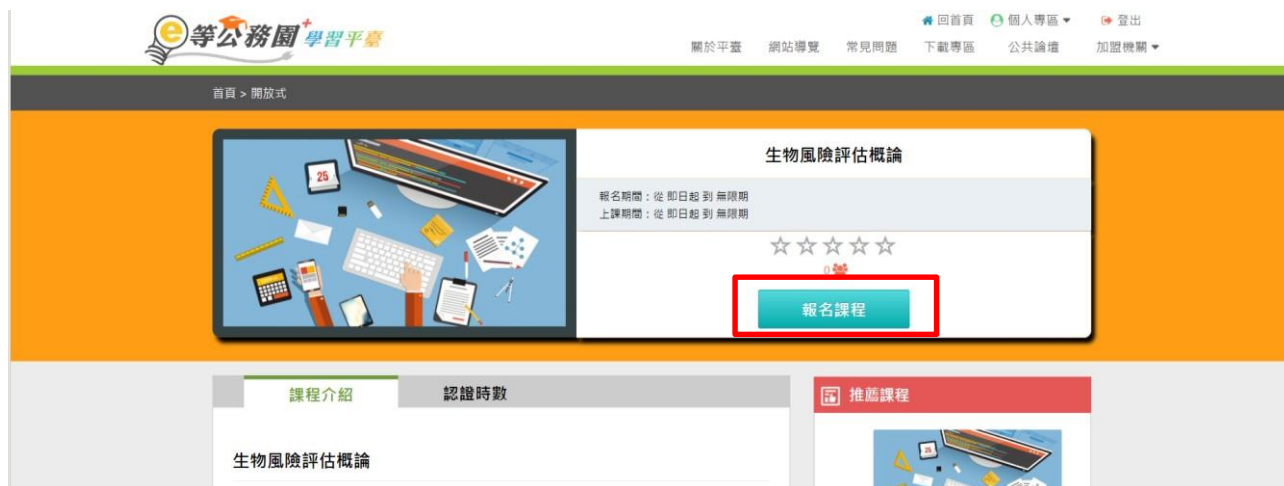 e等公務園+學習平臺
回首頁 個人專區▼ 登出
關於平臺 網站導覽 常見問題 下載專區 公共論壇 加盟機關▼
首頁 > 開放式
25
生物風險評估概論
報名期間：從 即日起 到 無限期
上課期間：從 即日起 到 無限期
0
報名課程
課程介紹 認證時數
推薦課程
生物風險評估概論